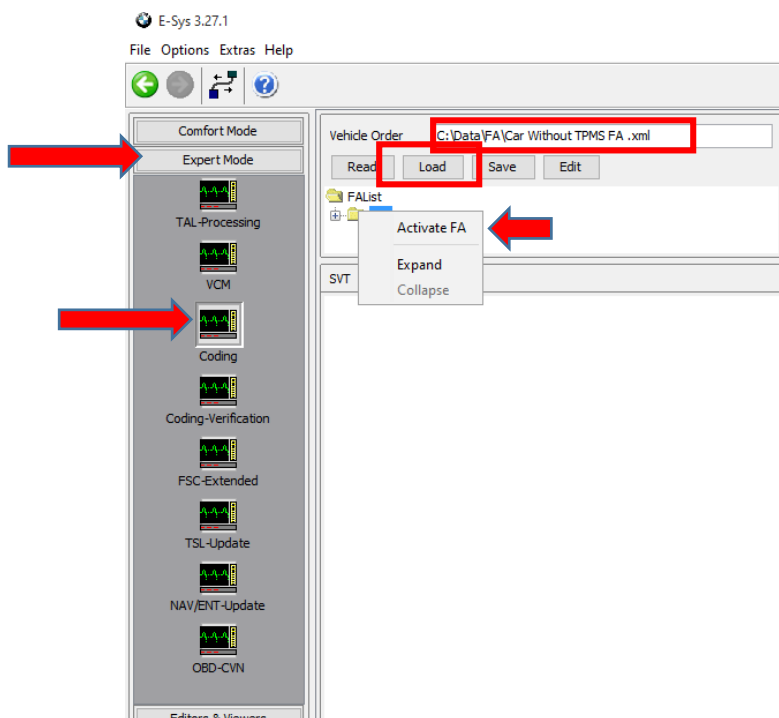 E-Sys 3.27.1
File Options Extras Help
Comfort Mode
Expert Mode
TAL-Processing
VCM
Coding
Coding-Verification
FSC-Extended
TSL-Update
NAV/ENT-Update
OBD-CVN
Editors & Viewers
Vehicle Order C:\Data\FA\Car Without TPMS FA .xml
Read Load Save Edit
FAList
Activate FA
Expand
Collapse
SVT